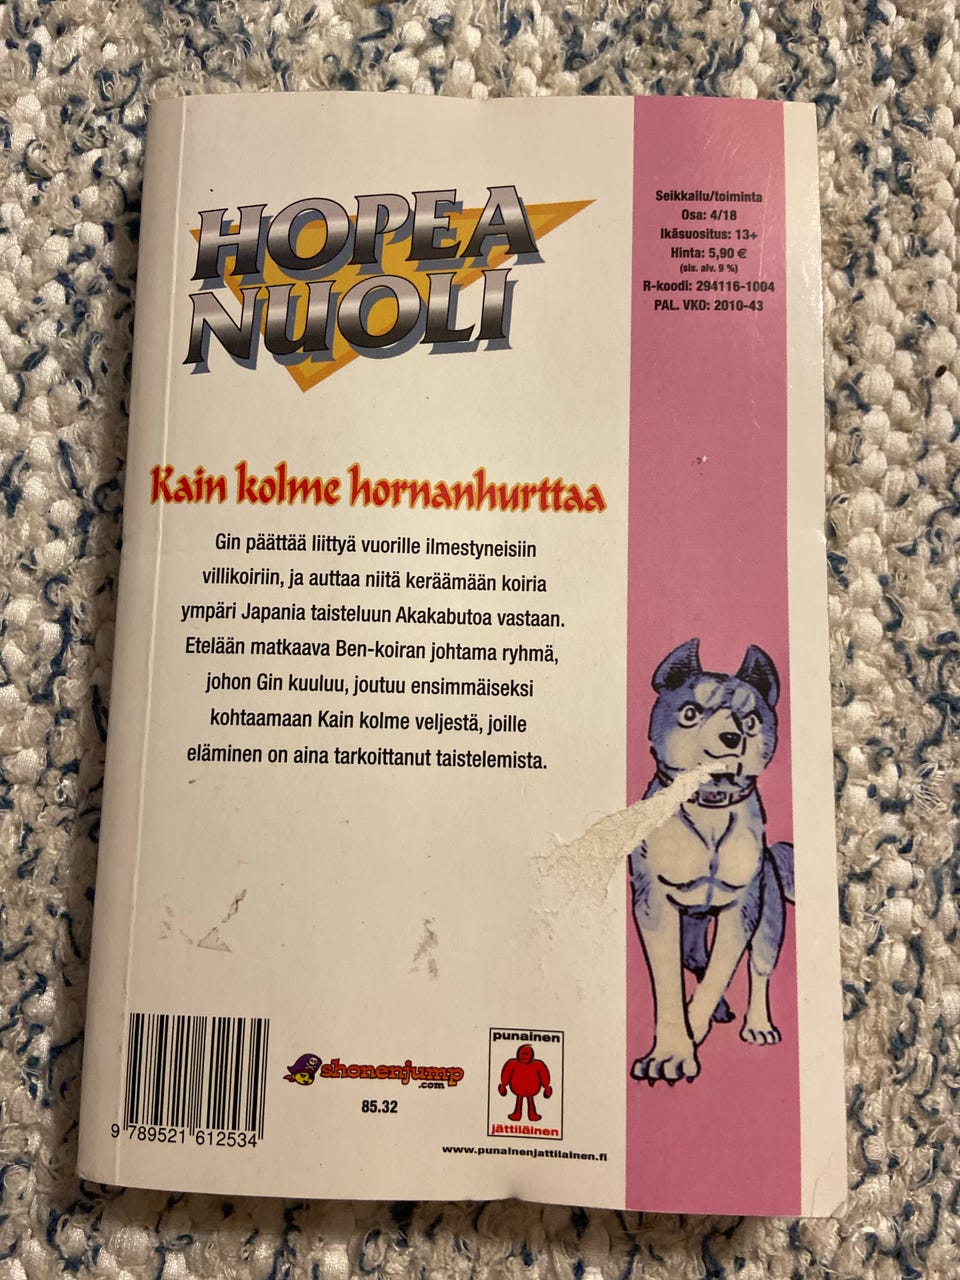 HOPEA
NUOLI
Seikkailu/toiminta
Osa: 4/18
Ikäsuositus: 13+
Hinta: 5,90 €
(sis. alv. 9 %)
R-koodi: 294116-1004
PAL. VKO: 2010-43
Kain kolme hornanhurttaa
Gin päättää liittyä vuorille ilmestyneisiin
villikoiriin, ja auttaa niitä keräämään koiria
ympäri Japania taisteluun Akakabutoa vastaan.
Etelään matkaava Ben-koiran johtama ryhmä,
johon Gin kuuluu, joutuu ensimmäiseksi
kohtaamaan Kain kolme veljestä, joille
eläminen on aina tarkoittanut taistelemista.
9 789521 612534
shonenjump
.com
85.32
punainen
jättiläinen
www.punainenjattilainen.fi